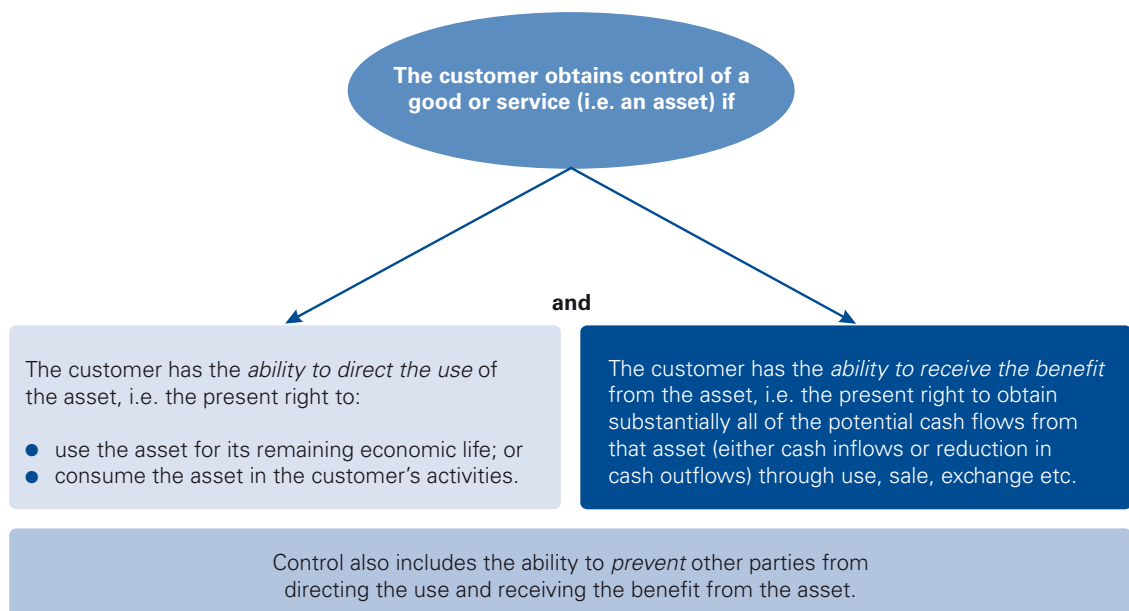 The customer obtains control of a
good or service (i.e. an asset) if
and
The customer has the ability to direct the use of
the asset, i.e. the present right to:
● use the asset for its remaining economic life; or
● consume the asset in the customer’s activities.
The customer has the ability to receive the benefit
from the asset, i.e. the present right to obtain
substantially all of the potential cash flows from
that asset (either cash inflows or reduction in
cash outflows) through use, sale, exchange etc.
Control also includes the ability to prevent other parties from
directing the use and receiving the benefit from the asset.